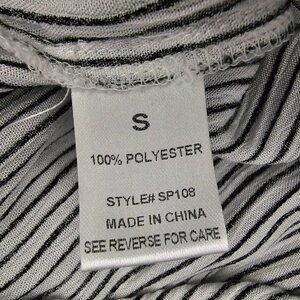 S
100% POLYESTER
STYLE# SP108
MADE IN CHINA
SEE REVERSE FOR CARE